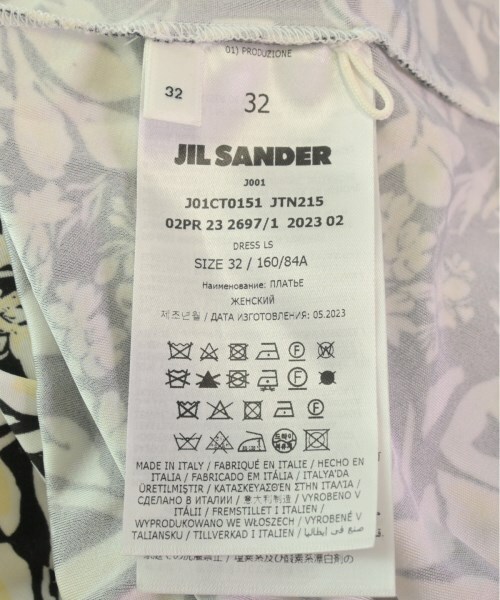 01) PRODUZIONE
32
32
JIL SANDER
J001
J01CT0151 JTN215
02PR 23 2697/1 2023 02
DRESS LS
SIZE 32 / 160/84A
Наименование: ПЛАТЬЕ
ЖЕНСКИЙ
제조년월 / ДАТА ИЗГОТОВЛЕНИЯ: 05.2023
MADE IN ITALY / FABRIQUÉ EN ITALIE / HECHO EN
ITALIA / FABRICADO EM ITÁLIA / ITALYA'DA
ÜRETILMIŞTIR / ΚΑΤΑΣΚΕΥΑΣΘΕΝ ΣΤΗΝ ΙΤΑΛΙΑ /
СДЕЛАНО В ИТАЛИИ / 意大利制造 / VYROBENO V
ITÁLII / FREMSTILLET I ITALIEN /
WYPRODUKOWANO WE WŁOSZECH / VYROBENÉ V
TALIANSKU / TILLVERKAD I ITALIEN / صنع في ايطاليا